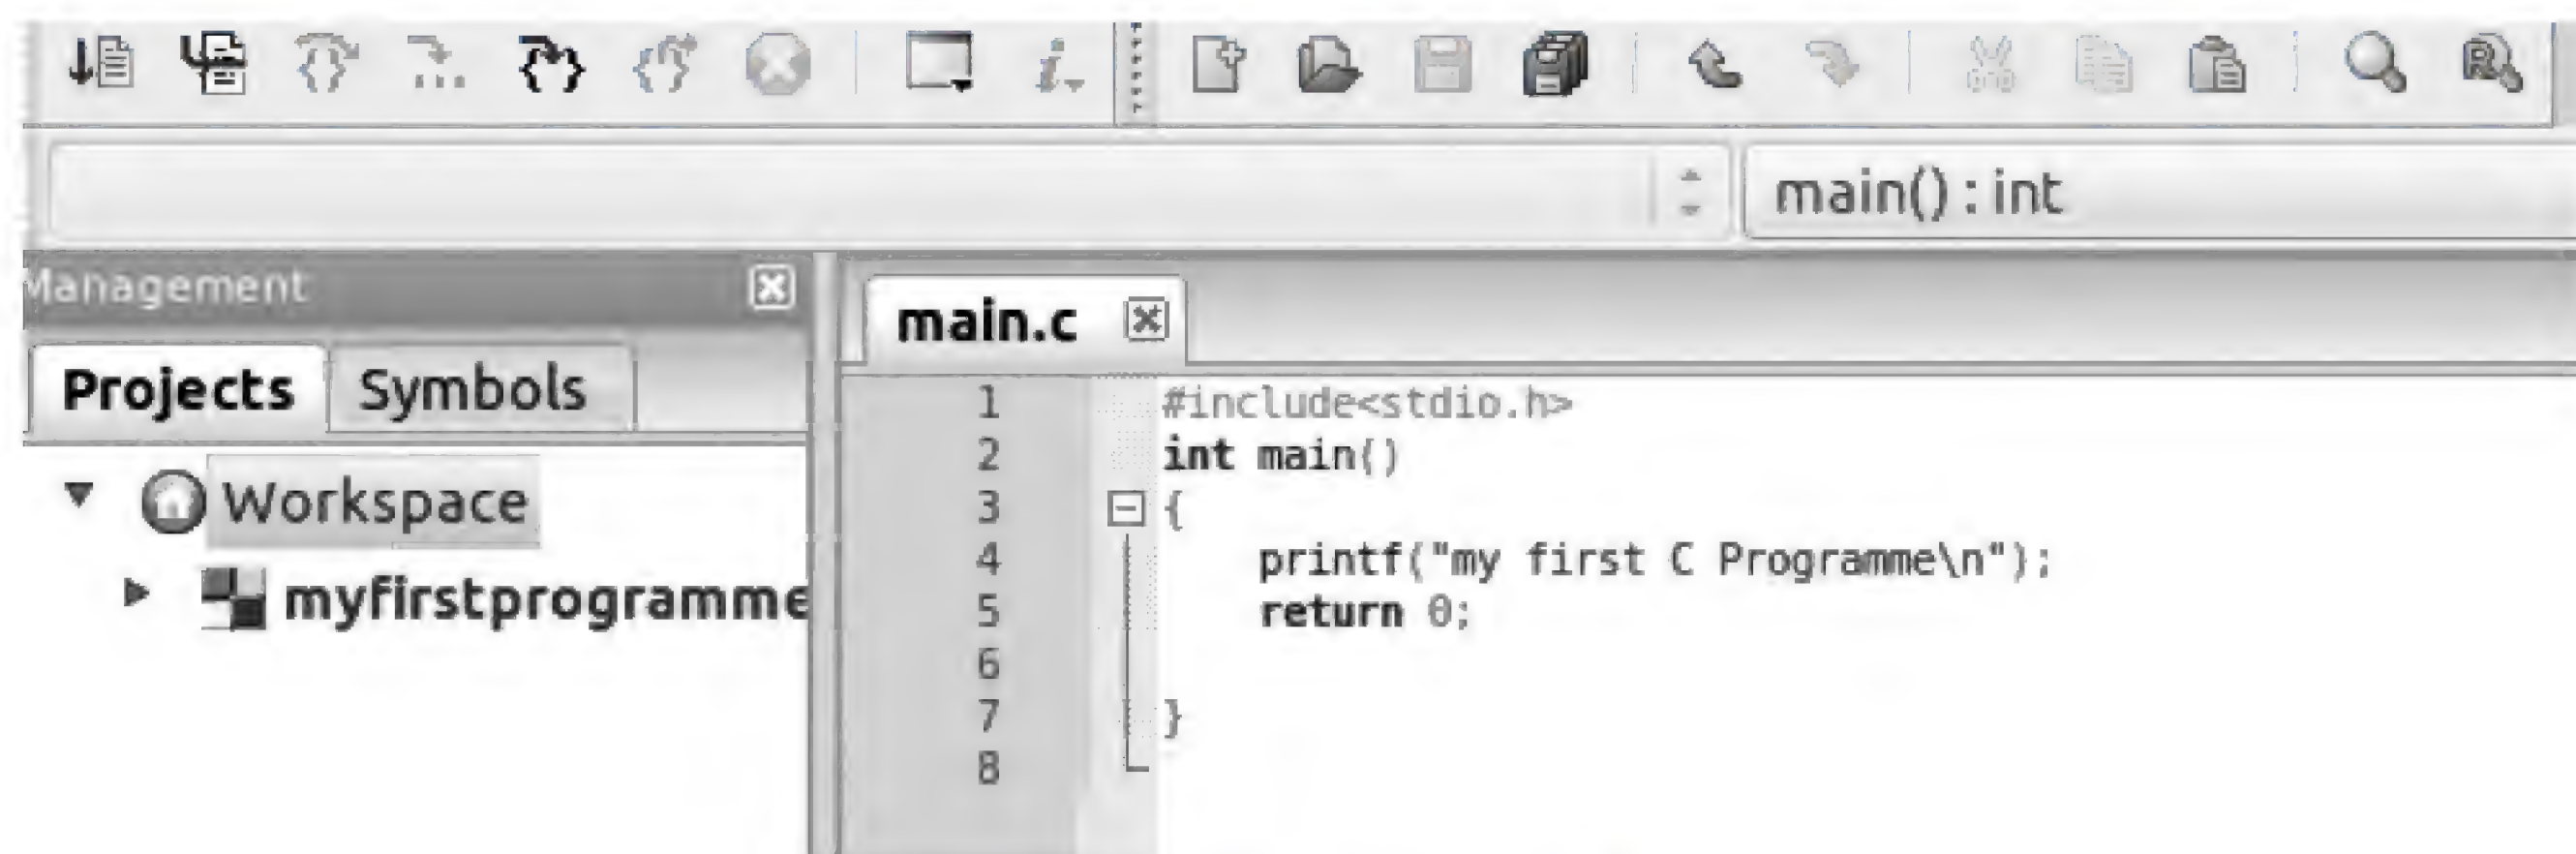 main() : int
Management
Projects Symbols
Workspace
myfirstprogramme
main.c
1 #include<stdio.h>
2 int main()
3 {
4     printf("my first C Programme\n");
5     return 0;
6
7 }
8